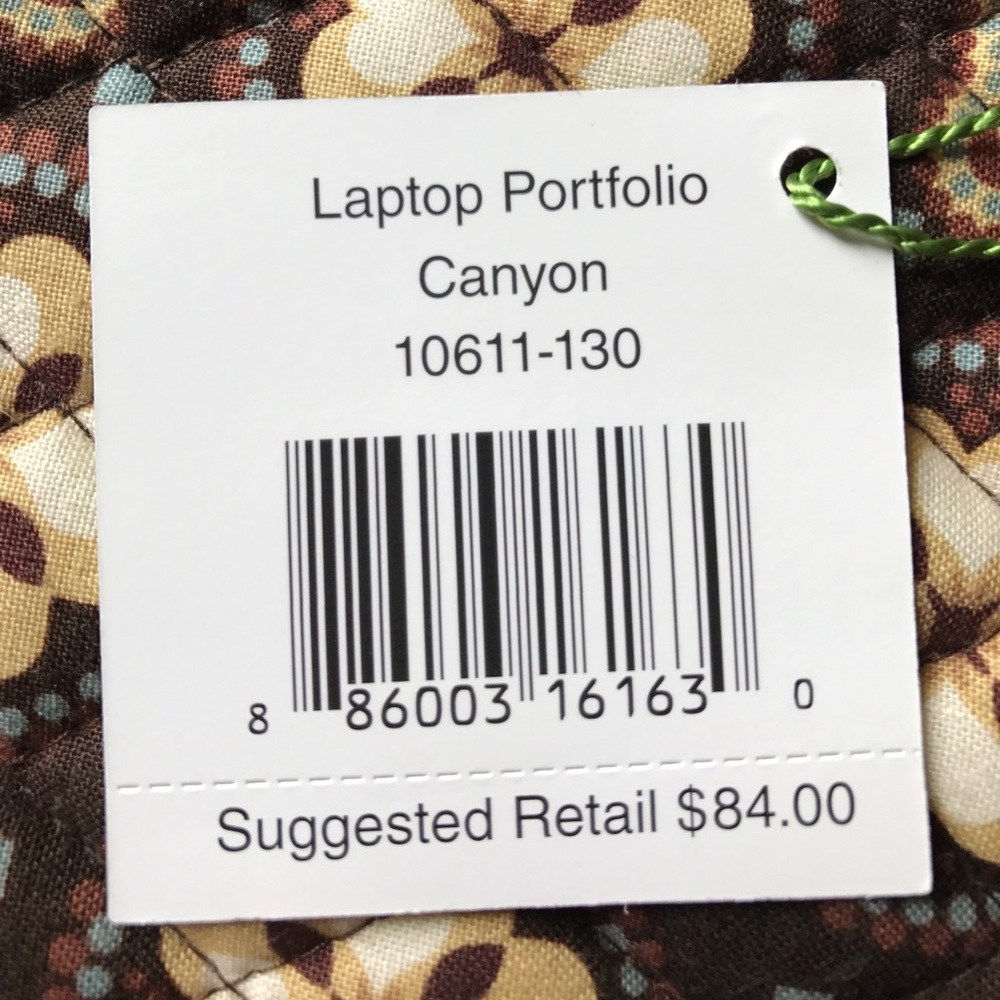 Laptop Portfolio
Canyon
10611-130
8 86003 16163 0
Suggested Retail $84.00